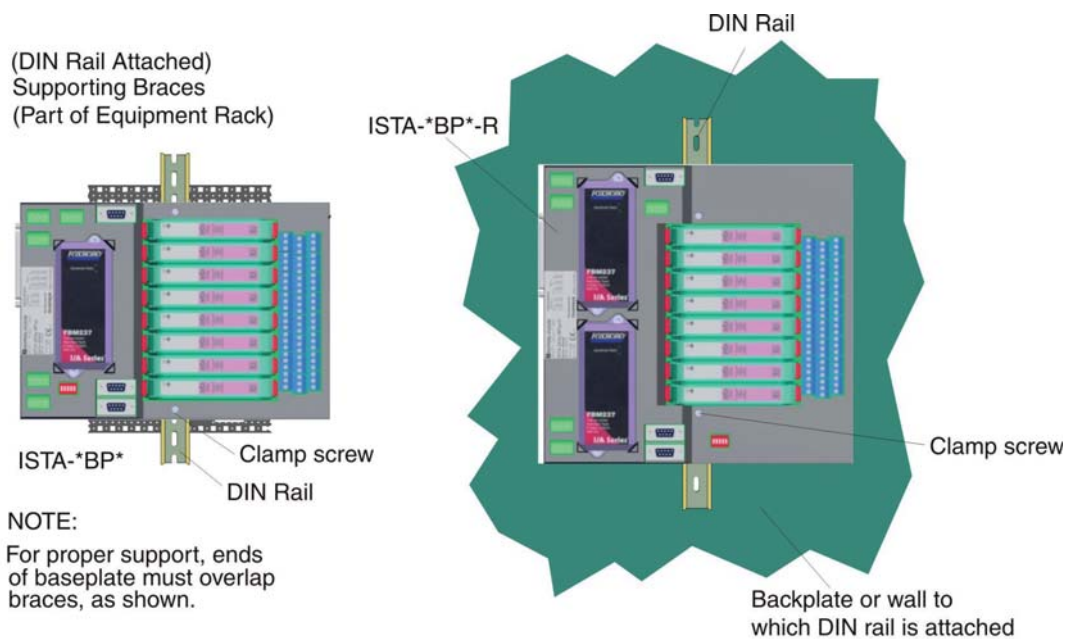 (DIN Rail Attached)
Supporting Braces
(Part of Equipment Rack)
DIN Rail
ISTA-*BP*-R
FOXBORO
FBM237
I/A Series
FOXBORO
FBM237
I/A Series
FOXBORO
FBM237
I/A Series
ISTA-*BP*
Clamp screw
DIN Rail
Clamp screw
NOTE:
For proper support, ends
of baseplate must overlap
braces, as shown.
Backplate or wall to
which DIN rail is attached